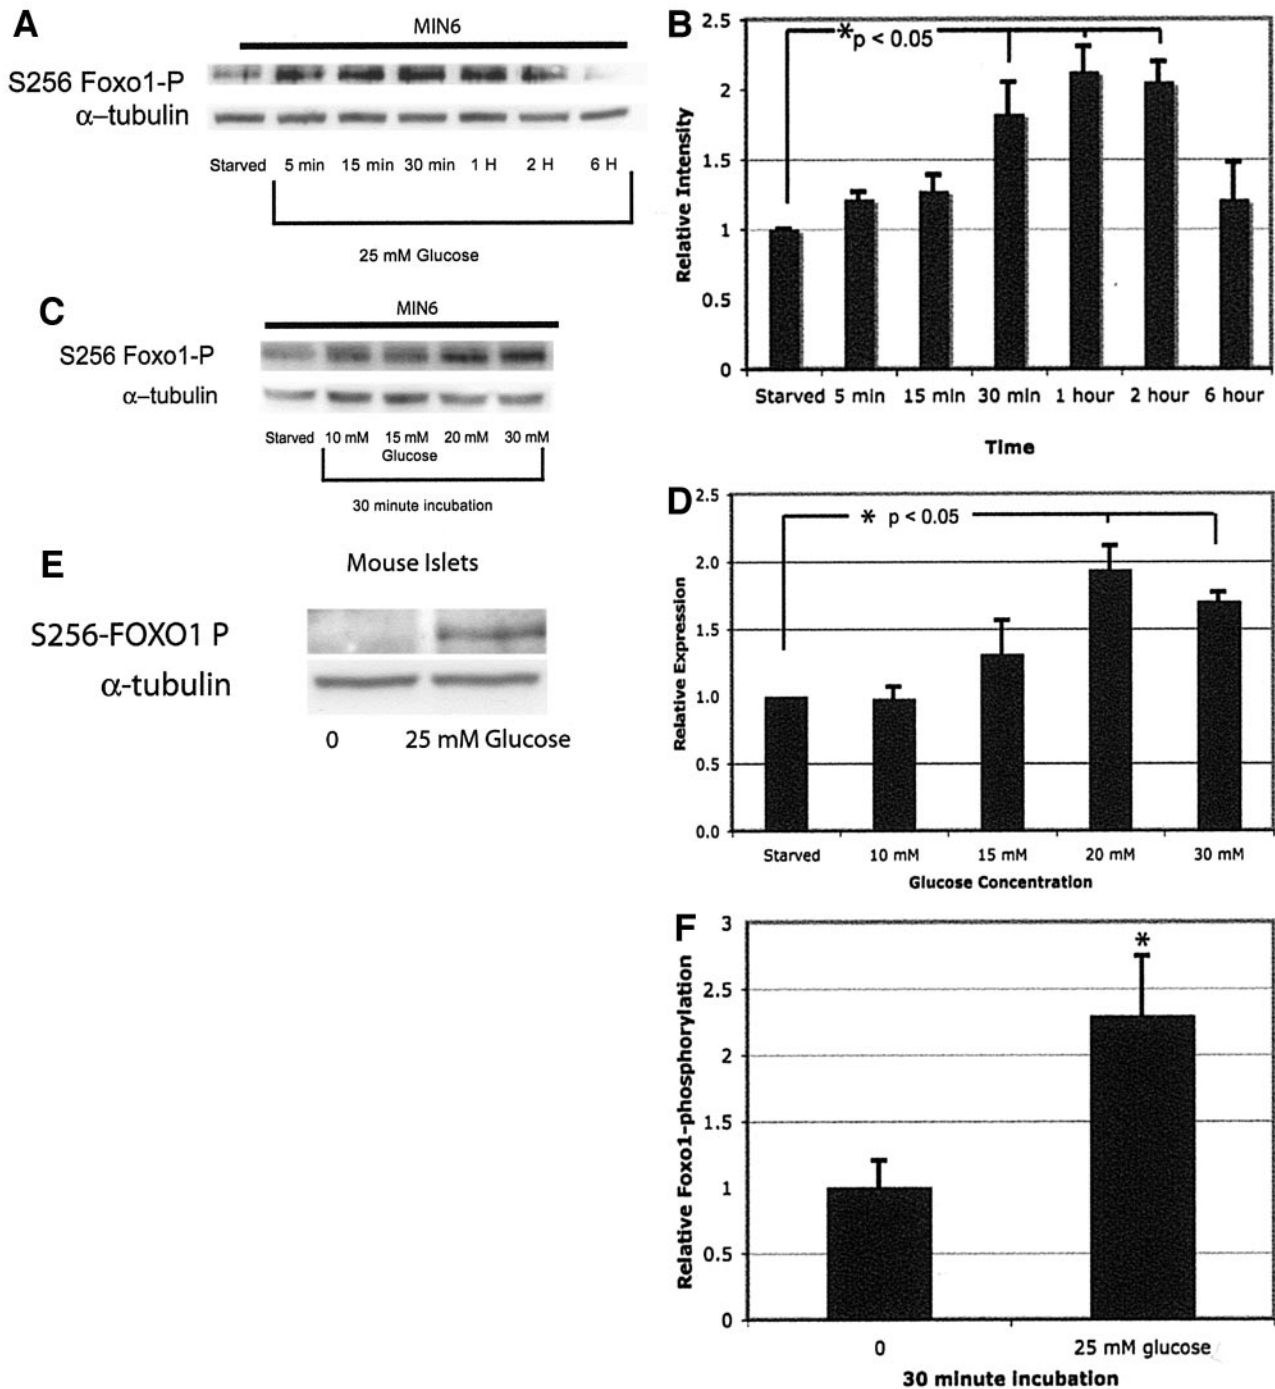 A
MIN6
S256 Foxo1-P
α–tubulin
Starved 5 min 15 min 30 min 1 H 2 H 6 H
25 mM Glucose
B
2.5
2
1.5
1
0.5
0
Relative Intensity
* p < 0.05
Starved 5 min 15 min 30 min 1 hour 2 hour 6 hour
Time
C
MIN6
S256 Foxo1-P
α–tubulin
Starved 10 mM 15 mM 20 mM 30 mM
Glucose
30 minute incubation
D
2.5
2.0
1.5
1.0
0.5
0.0
Relative Expression
* p < 0.05
Starved 10 mM 15 mM 20 mM 30 mM
Glucose Concentration
E
Mouse Islets
S256-FOXO1 P
α-tubulin
0 25 mM Glucose
F
3
2.5
2
1.5
1
0.5
0
Relative Foxo1-phosphorylation
*
0 25 mM glucose
30 minute incubation